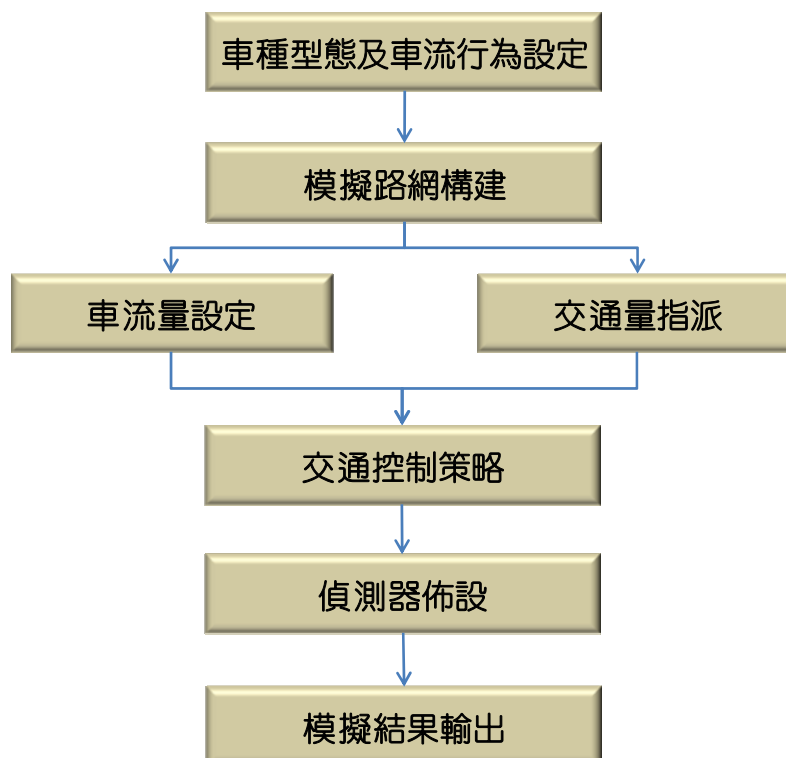 車種型態及車流行為設定
模擬路網構建
車流量設定
交通量指派
交通控制策略
偵測器佈設
模擬結果輸出